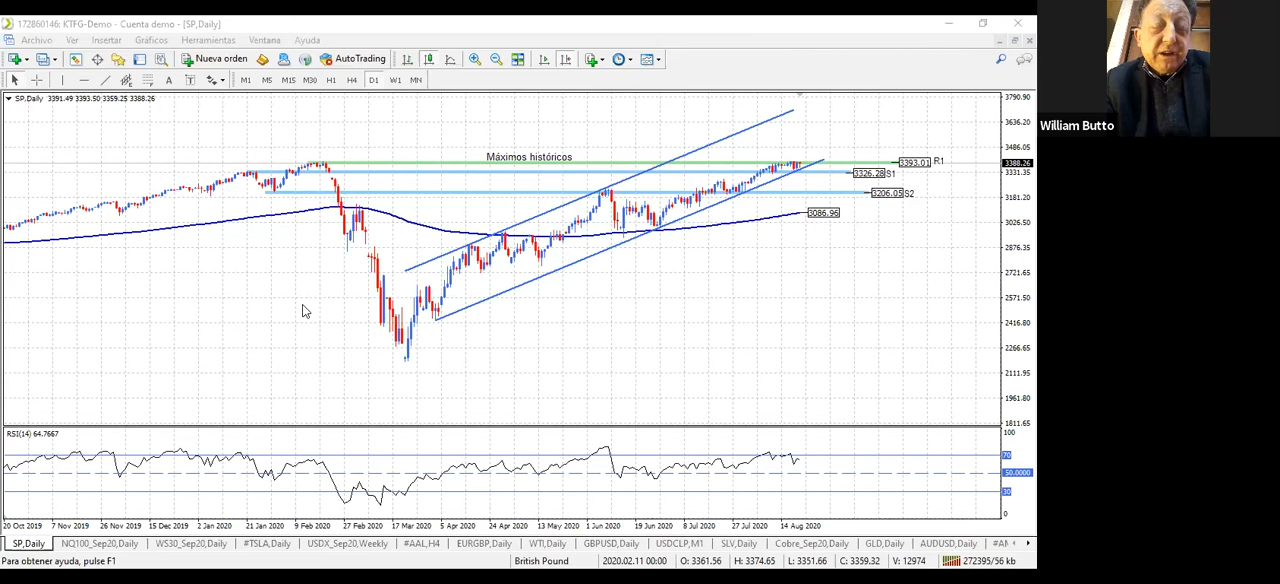 172860146: KTFG-Demo - Cuenta demo - [SP,Daily]
Archivo Ver Insertar Gráficos Herramientas Ventana Ayuda
Nueva orden AutoTrading
A T M1 M5 M15 M30 H1 H4 D1 W1 MN
SP,Daily 3391.49 3393.50 3359.25 3388.26
Máximos históricos
3393.01 R1
3326.28 S1
3206.05 S2
3086.96
3790.90
3636.20
3486.05
3388.26
3331.35
3181.20
3026.50
2876.35
2721.65
2571.50
2416.80
2266.65
2111.95
1961.80
1811.65
RSI(14) 64.7667
100
70
50.0000
30
0
20 Oct 2019 7 Nov 2019 26 Nov 2019 15 Dec 2019 2 Jan 2020 21 Jan 2020 9 Feb 2020 27 Feb 2020 17 Mar 2020 5 Apr 2020 24 Apr 2020 13 May 2020 1 Jun 2020 19 Jun 2020 8 Jul 2020 27 Jul 2020 14 Aug 2020
SP,Daily NQ100_Sep20,Daily WS30_Sep20,Daily #TSLA,Daily USDX_Sep20,Weekly #AAL,H4 EURGBP,Daily WTI,Daily GBPUSD,Daily USDCLP,M1 SLV,Daily Cobre_Sep20,Daily GLD,Daily AUDUSD,Daily
Para obtener ayuda, pulse F1 British Pound 2020.02.11 00:00 O: 3361.56 H: 3374.65 L: 3351.66 C: 3359.32 V: 12974 272395/56 kb
William Butto